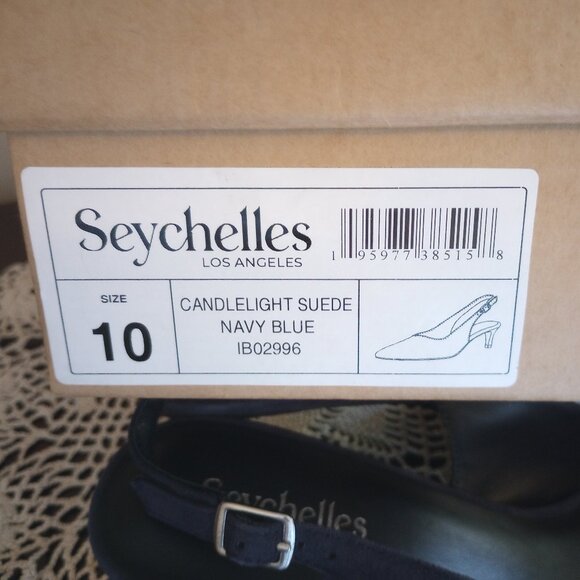 Seychelles
LOS ANGELES
1 95977 38515 8
SIZE
10
CANDLELIGHT SUEDE
NAVY BLUE
IB02996
Seychelles